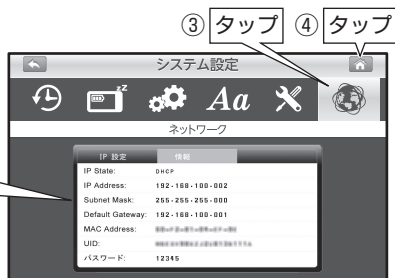 ③ タップ ④ タップ
システム設定
zZ
Aa
ネットワーク
IP 設定 情報
IP State: DHCP
IP Address: 192-168-100-002
Subnet Mask: 255-255-255-000
Default Gateway: 192-168-100-001
MAC Address:
UID:
パスワード: 12345